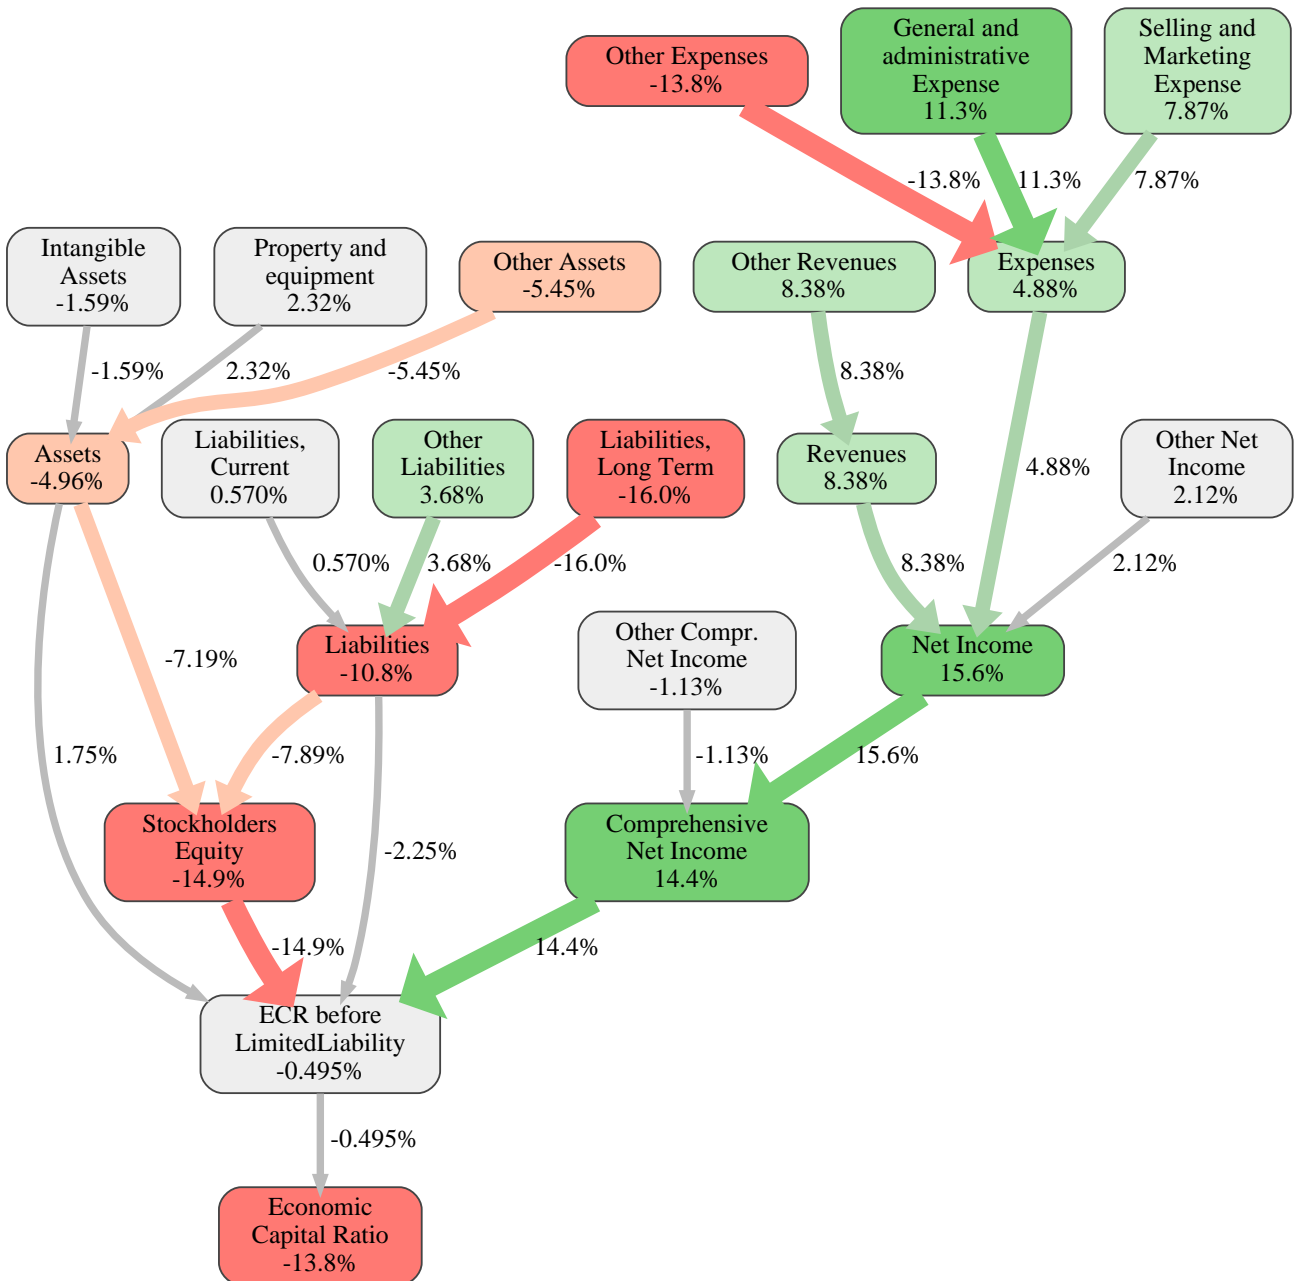 Other Expenses
-13.8%
General and
administrative
Expense
11.3%
Selling and
Marketing
Expense
7.87%
-13.8%
11.3%
7.87%
Intangible
Assets
-1.59%
Property and
equipment
2.32%
Other Assets
-5.45%
Other Revenues
8.38%
Expenses
4.88%
-1.59%
2.32%
-5.45%
8.38%
4.88%
Assets
-4.96%
Liabilities,
Current
0.570%
Other
Liabilities
3.68%
Liabilities,
Long Term
-16.0%
Revenues
8.38%
Other Net
Income
2.12%
0.570%
3.68%
-16.0%
8.38%
2.12%
Liabilities
-10.8%
Other Compr.
Net Income
-1.13%
Net Income
15.6%
-7.19%
1.75%
-7.89%
-1.13%
15.6%
Stockholders
Equity
-14.9%
-2.25%
Comprehensive
Net Income
14.4%
-14.9%
14.4%
ECR before
LimitedLiability
-0.495%
-0.495%
Economic
Capital Ratio
-13.8%